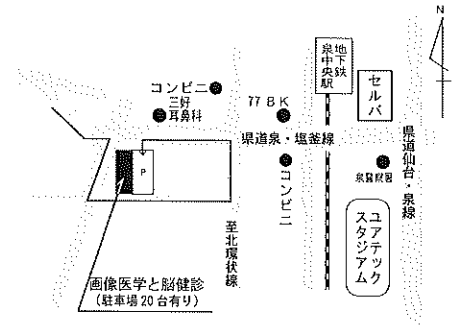 N
地下鉄
泉中央駅
セルバ
コンビニ
三好
耳鼻科
77BK
県道泉・塩釜線
コンビニ
泉警察署
県道仙台・泉線
P
至北環状線
ユアテック
スタジアム
画像医学と脳健診
(駐車場20台有り)